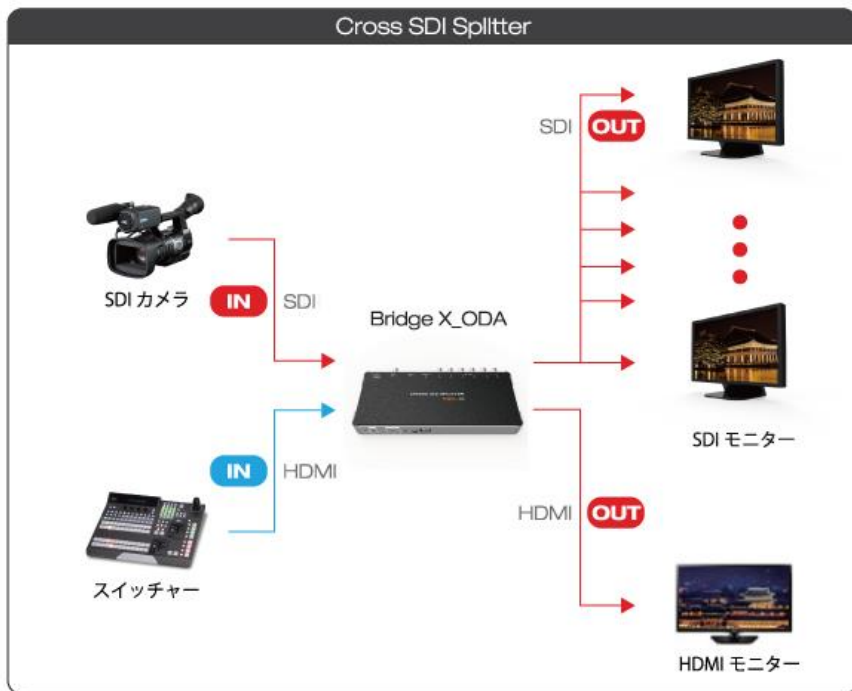 Cross SDI Splitter
SDI
OUT
SDI カメラ
IN
SDI
Bridge X_ODA
SDI モニター
IN
HDMI
HDMI
OUT
スイッチャー
HDMI モニター